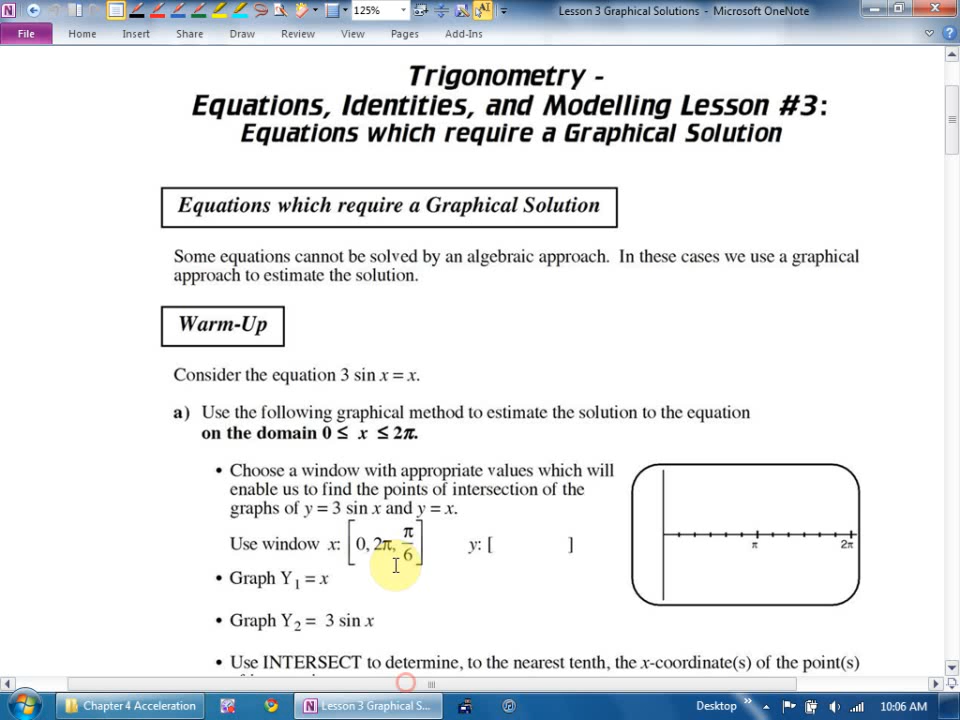 125%
Lesson 3 Graphical Solutions - Microsoft OneNote
File Home Insert Share Draw Review View Pages Add-Ins
Trigonometry -
Equations, Identities, and Modelling Lesson #3:
Equations which require a Graphical Solution
Equations which require a Graphical Solution
Some equations cannot be solved by an algebraic approach. In these cases we use a graphical
approach to estimate the solution.
Warm-Up
Consider the equation 3 sin x = x.
a) Use the following graphical method to estimate the solution to the equation
on the domain 0 ≤ x ≤ 2π.
• Choose a window with appropriate values which will
enable us to find the points of intersection of the
graphs of y = 3 sin x and y = x.
Use window x: [0, 2π, π/6] y: [ ]
π 2π
• Graph Y₁ = x
• Graph Y₂ = 3 sin x
• Use INTERSECT to determine, to the nearest tenth, the x-coordinate(s) of the point(s)
Chapter 4 Acceleration
Lesson 3 Graphical S...
Desktop
10:06 AM